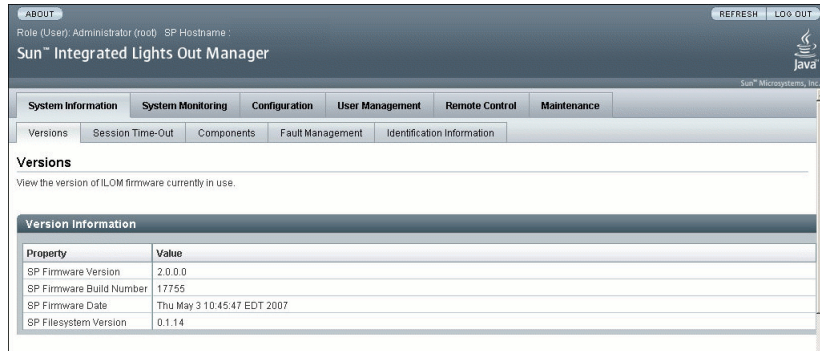 ABOUT REFRESH LOG OUT
Role (User): Administrator (root) SP Hostname :
Sun™ Integrated Lights Out Manager
Java
Sun™ Microsystems, Inc.
System Information System Monitoring Configuration User Management Remote Control Maintenance
Versions Session Time-Out Components Fault Management Identification Information
Versions
View the version of ILOM firmware currently in use.
Version Information
Property Value
SP Firmware Version 2.0.0.0
SP Firmware Build Number 17755
SP Firmware Date Thu May 3 10:45:47 EDT 2007
SP Filesystem Version 0.1.14